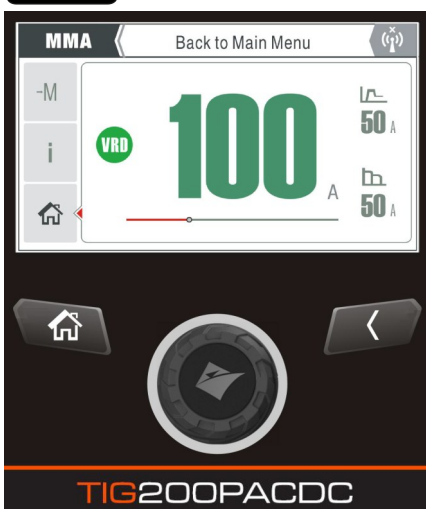 MMA Back to Main Menu
-M
i
VRD
100 A
50 A
50 A
TIG200PACDC